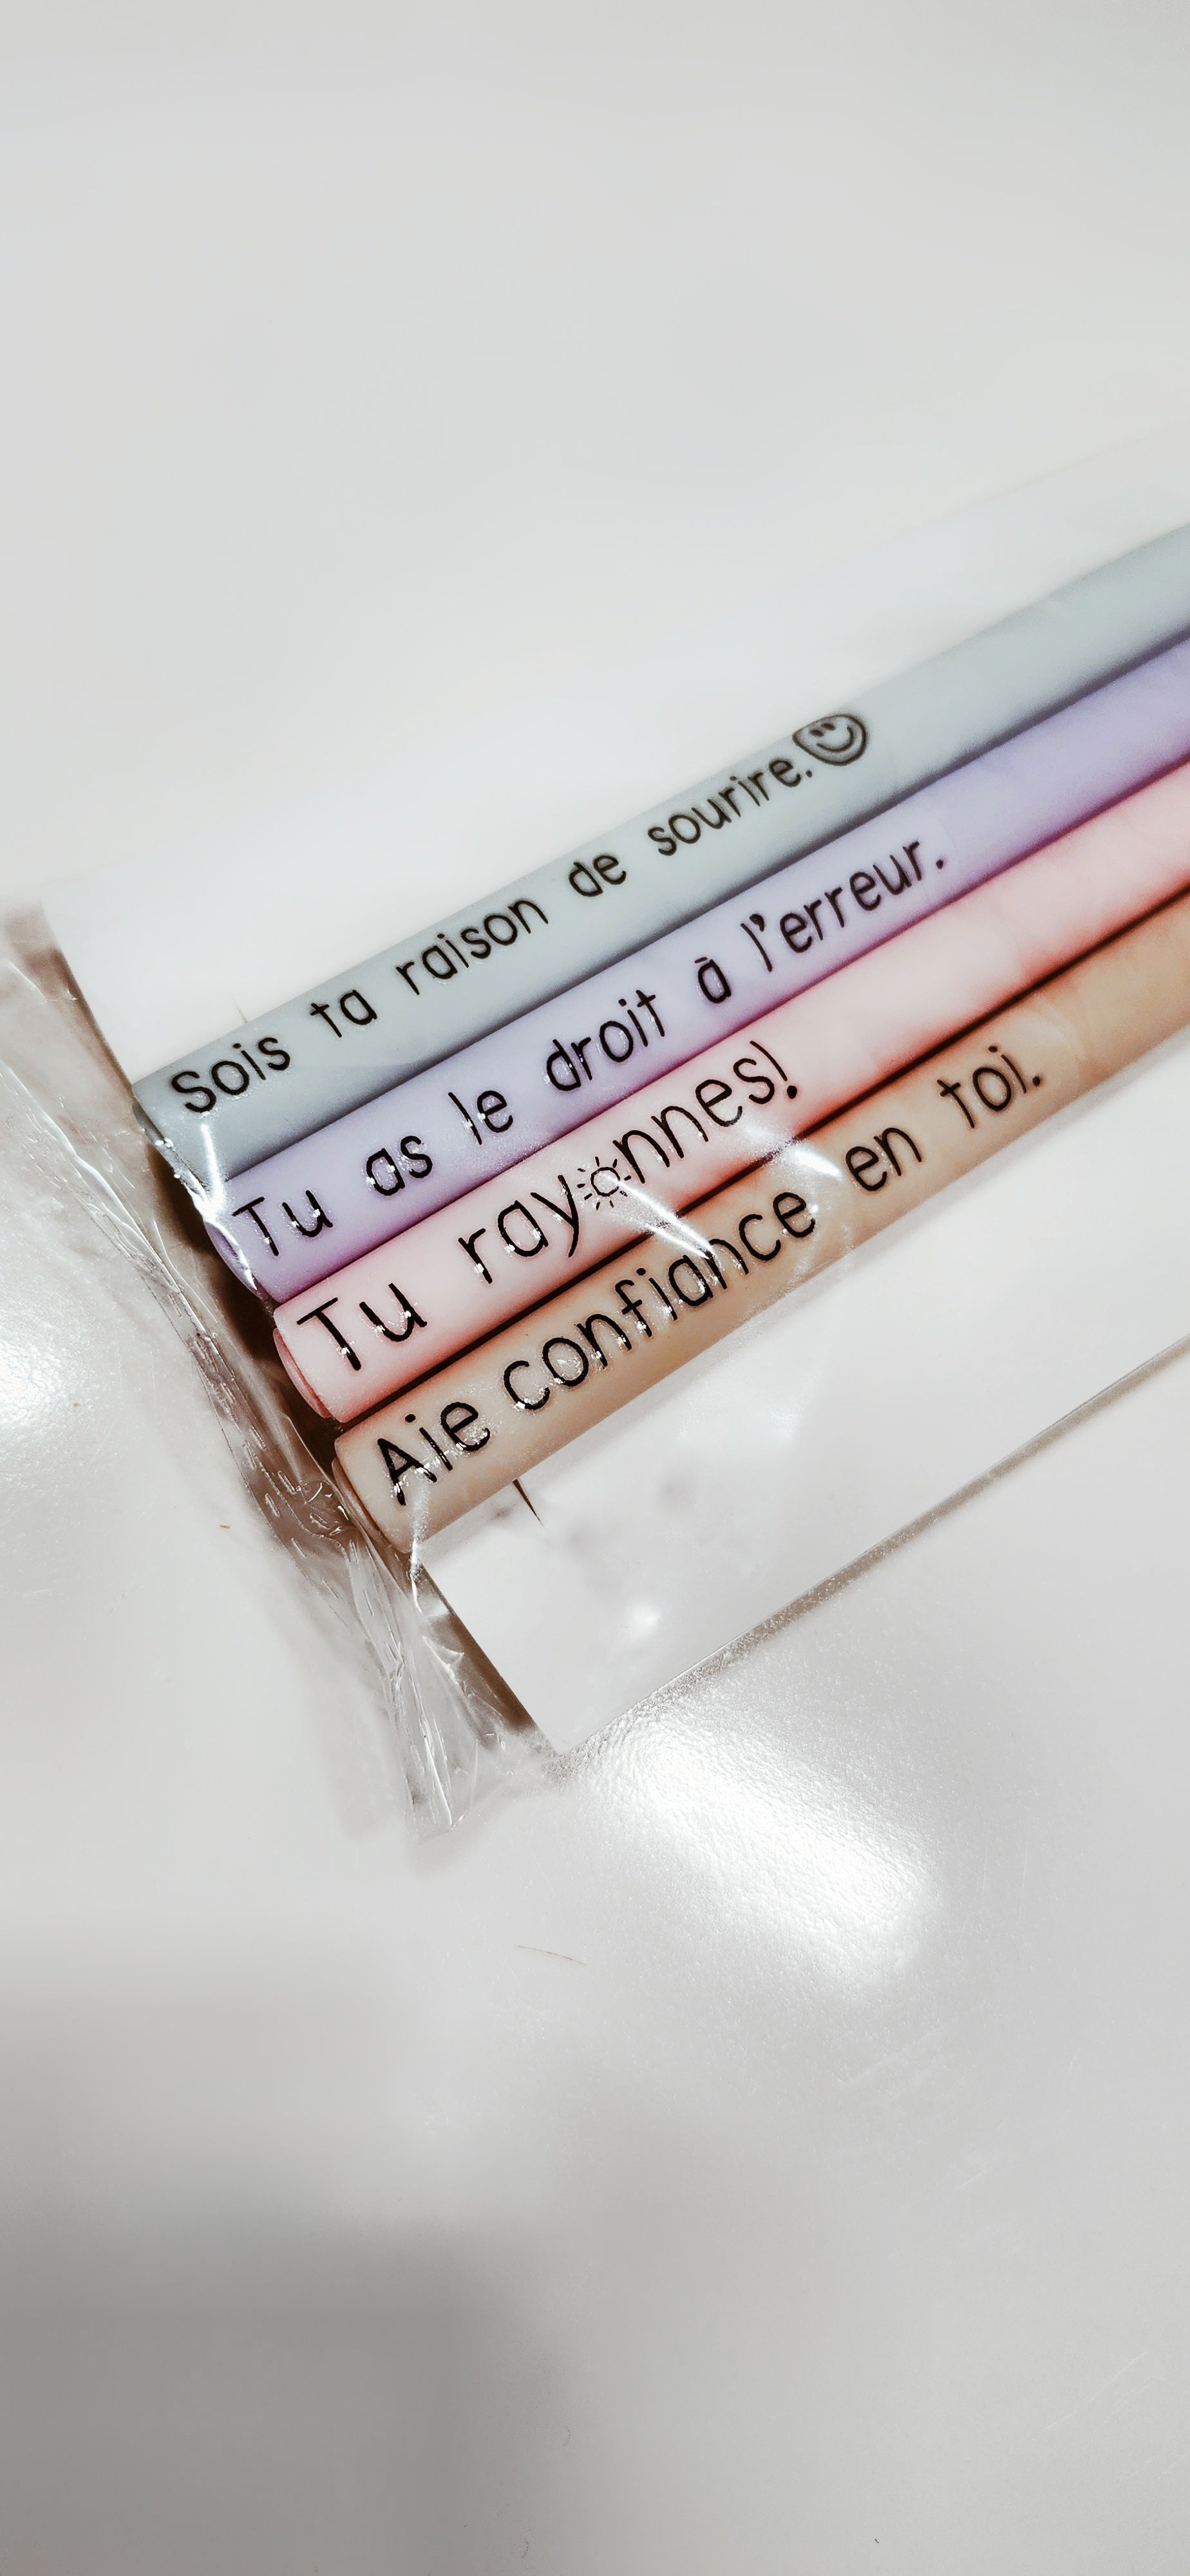 Sois ta raison de sourire.
Tu as le droit à l'erreur.
Tu rayonnes!
Aie confiance en toi.